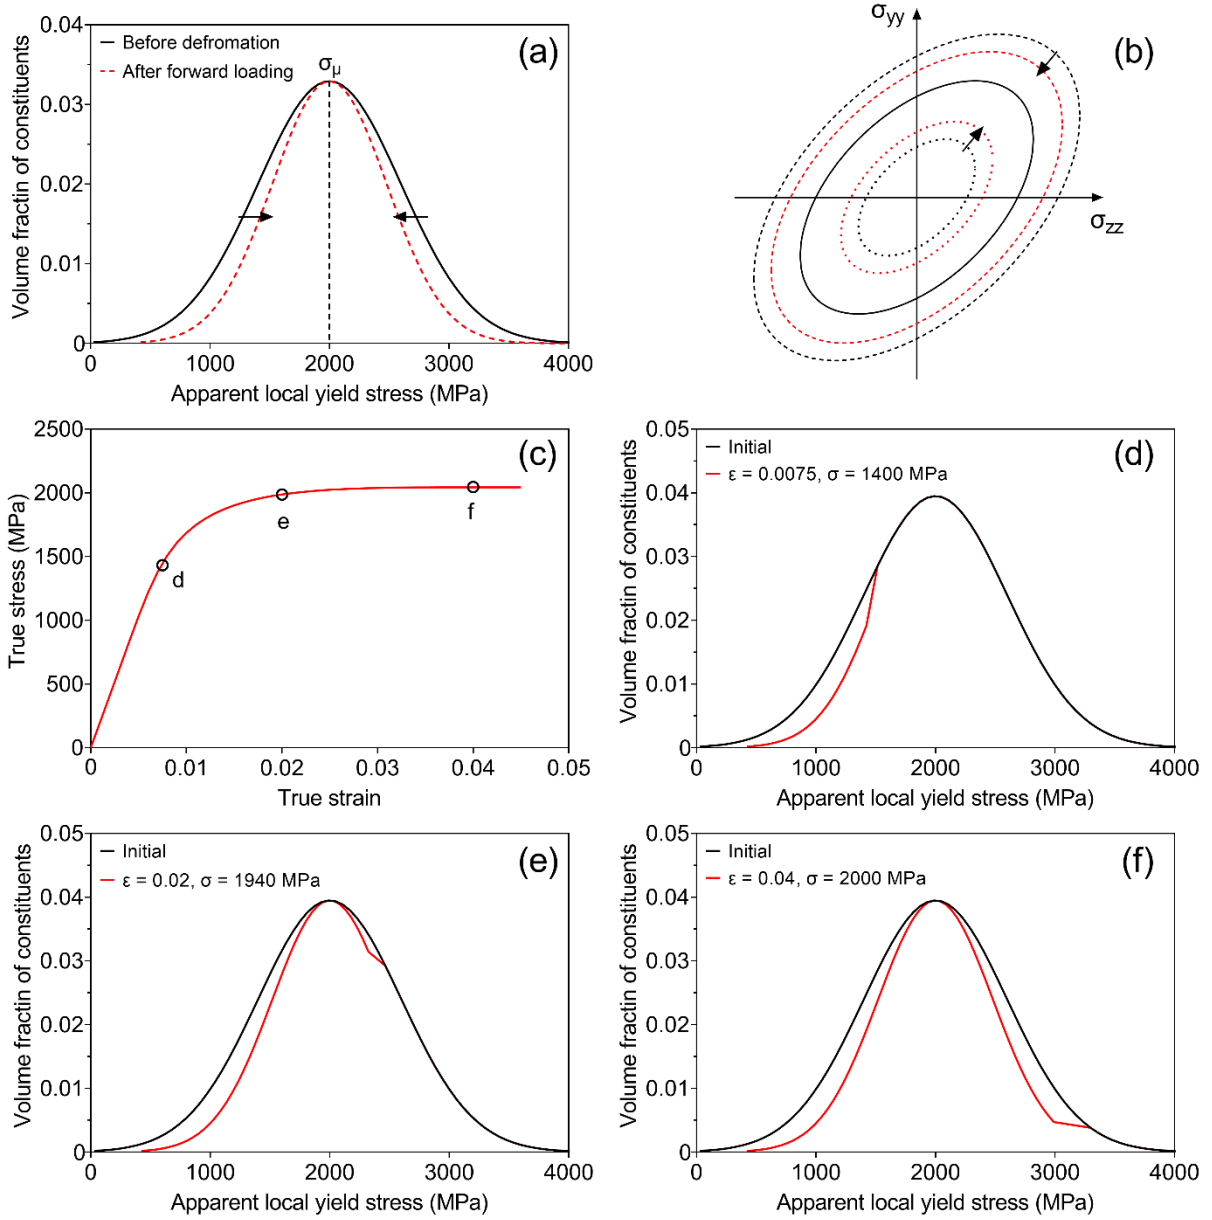 (a)
Before defromation
After forward loading
σμ
0.04
0.03
0.02
0.01
0
0
1000
2000
3000
4000
Volume fractin of constituents
Apparent local yield stress (MPa)
(b)
σyy
σzz
(c)
2500
2000
1500
1000
500
0
0
0.01
0.02
0.03
0.04
0.05
True stress (MPa)
True strain
d
e
f
(d)
Initial
ε = 0.0075, σ = 1400 MPa
0.05
0.04
0.03
0.02
0.01
0
0
1000
2000
3000
4000
Volume fractin of constituents
Apparent local yield stress (MPa)
(e)
Initial
ε = 0.02, σ = 1940 MPa
0.05
0.04
0.03
0.02
0.01
0
0
1000
2000
3000
4000
Volume fractin of constituents
Apparent local yield stress (MPa)
(f)
Initial
ε = 0.04, σ = 2000 MPa
0.05
0.04
0.03
0.02
0.01
0
0
1000
2000
3000
4000
Volume fractin of constituents
Apparent local yield stress (MPa)